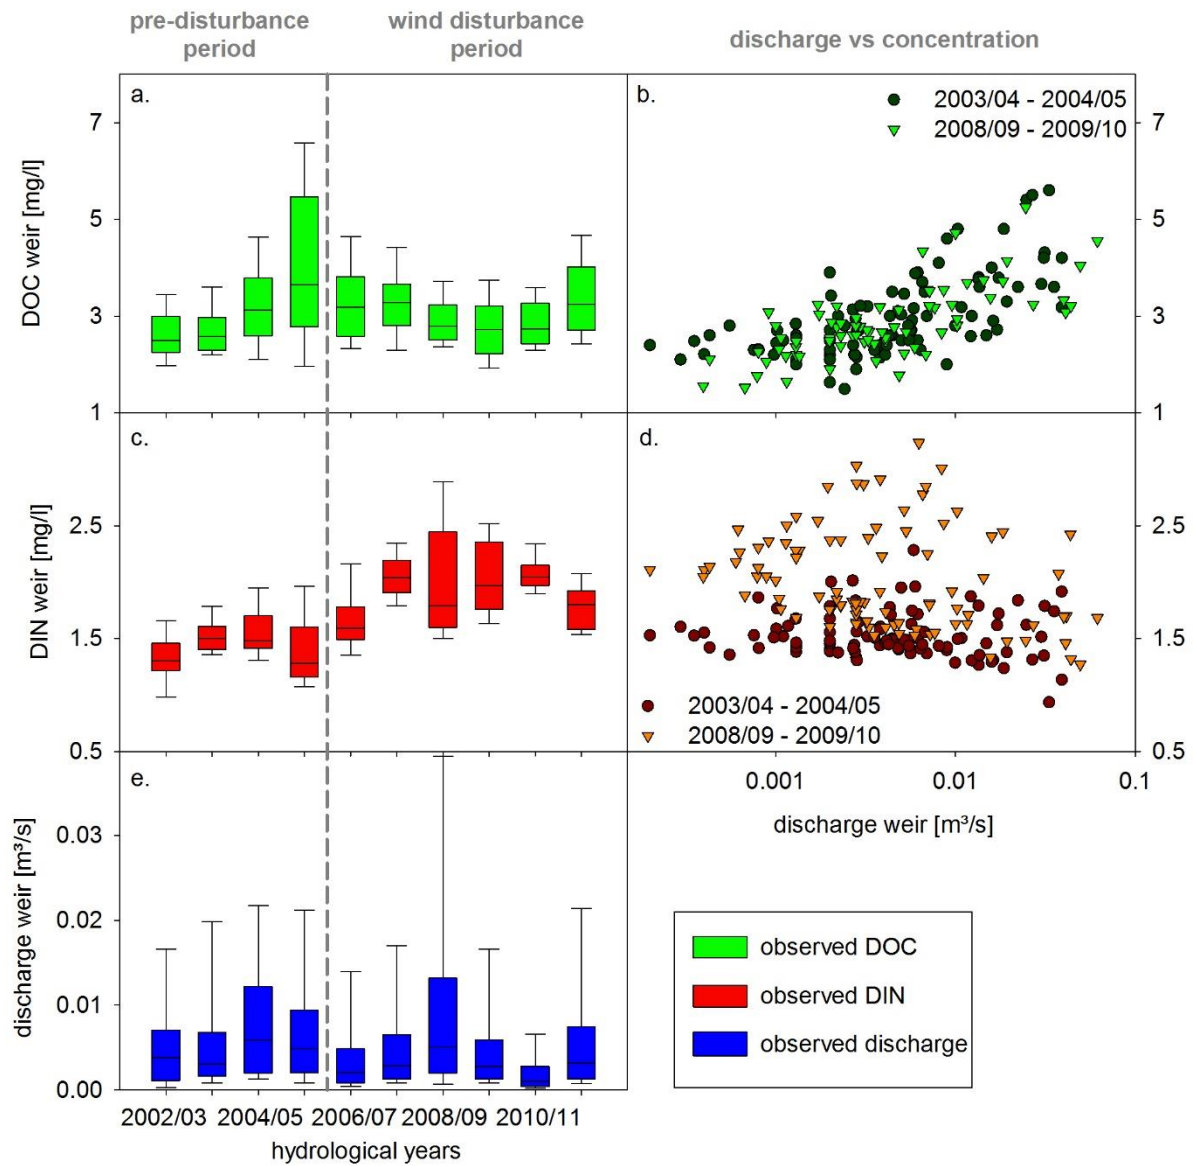 pre-disturbance
period
wind disturbance
period
discharge vs concentration
a.
7
5
3
1
DOC weir [mg/l]
b.
2003/04 - 2004/05
2008/09 - 2009/10
7
5
3
1
c.
2.5
1.5
0.5
DIN weir [mg/l]
d.
2003/04 - 2004/05
2008/09 - 2009/10
2.5
1.5
0.5
0.001
0.01
0.1
discharge weir [m³/s]
e.
0.03
0.02
0.01
0.00
discharge weir [m³/s]
2002/03
2004/05
2006/07
2008/09
2010/11
hydrological years
observed DOC
observed DIN
observed discharge